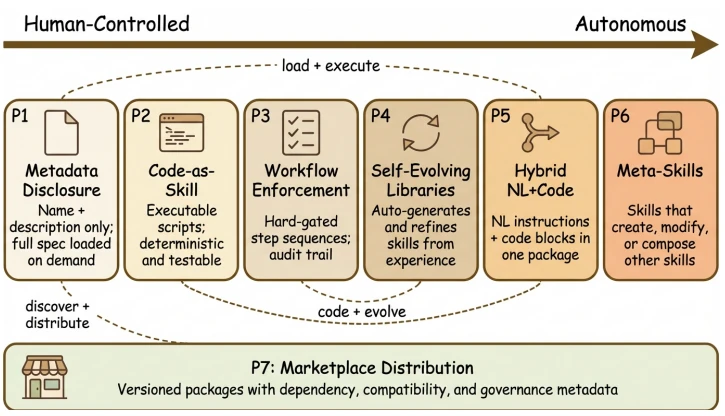 Human-Controlled
Autonomous
load + execute
P1
Metadata
Disclosure
Name +
description only;
full spec loaded
on demand
P2
Code-as-
Skill
Executable
scripts;
deterministic
and testable
P3
Workflow
Enforcement
Hard-gated
step sequences;
audit trail
P4
Self-Evolving
Libraries
Auto-generates
and refines
skills from
experience
P5
Hybrid
NL+Code
NL instructions
+ code blocks in
one package
P6
Meta-Skills
Skills that
create, modify,
or compose
other skills
discover +
distribute
code + evolve
P7: Marketplace Distribution
Versioned packages with dependency, compatibility, and governance metadata